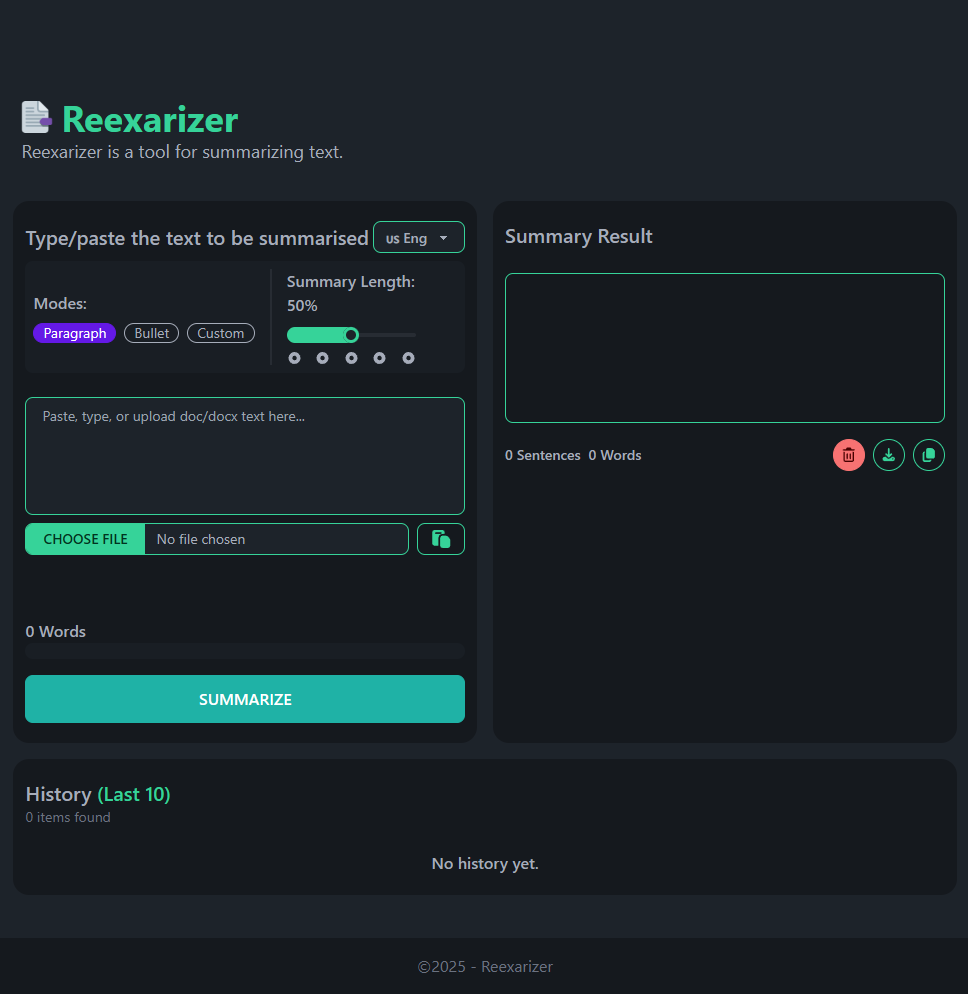 Reexarizer
Reexarizer is a tool for summarizing text.
Type/paste the text to be summarised
us Eng
Modes:
Paragraph Bullet Custom
Summary Length:
50%
Paste, type, or upload doc/docx text here...
CHOOSE FILE No file chosen
0 Words
SUMMARIZE
Summary Result
0 Sentences 0 Words
History (Last 10)
0 items found
No history yet.
©2025 - Reexarizer